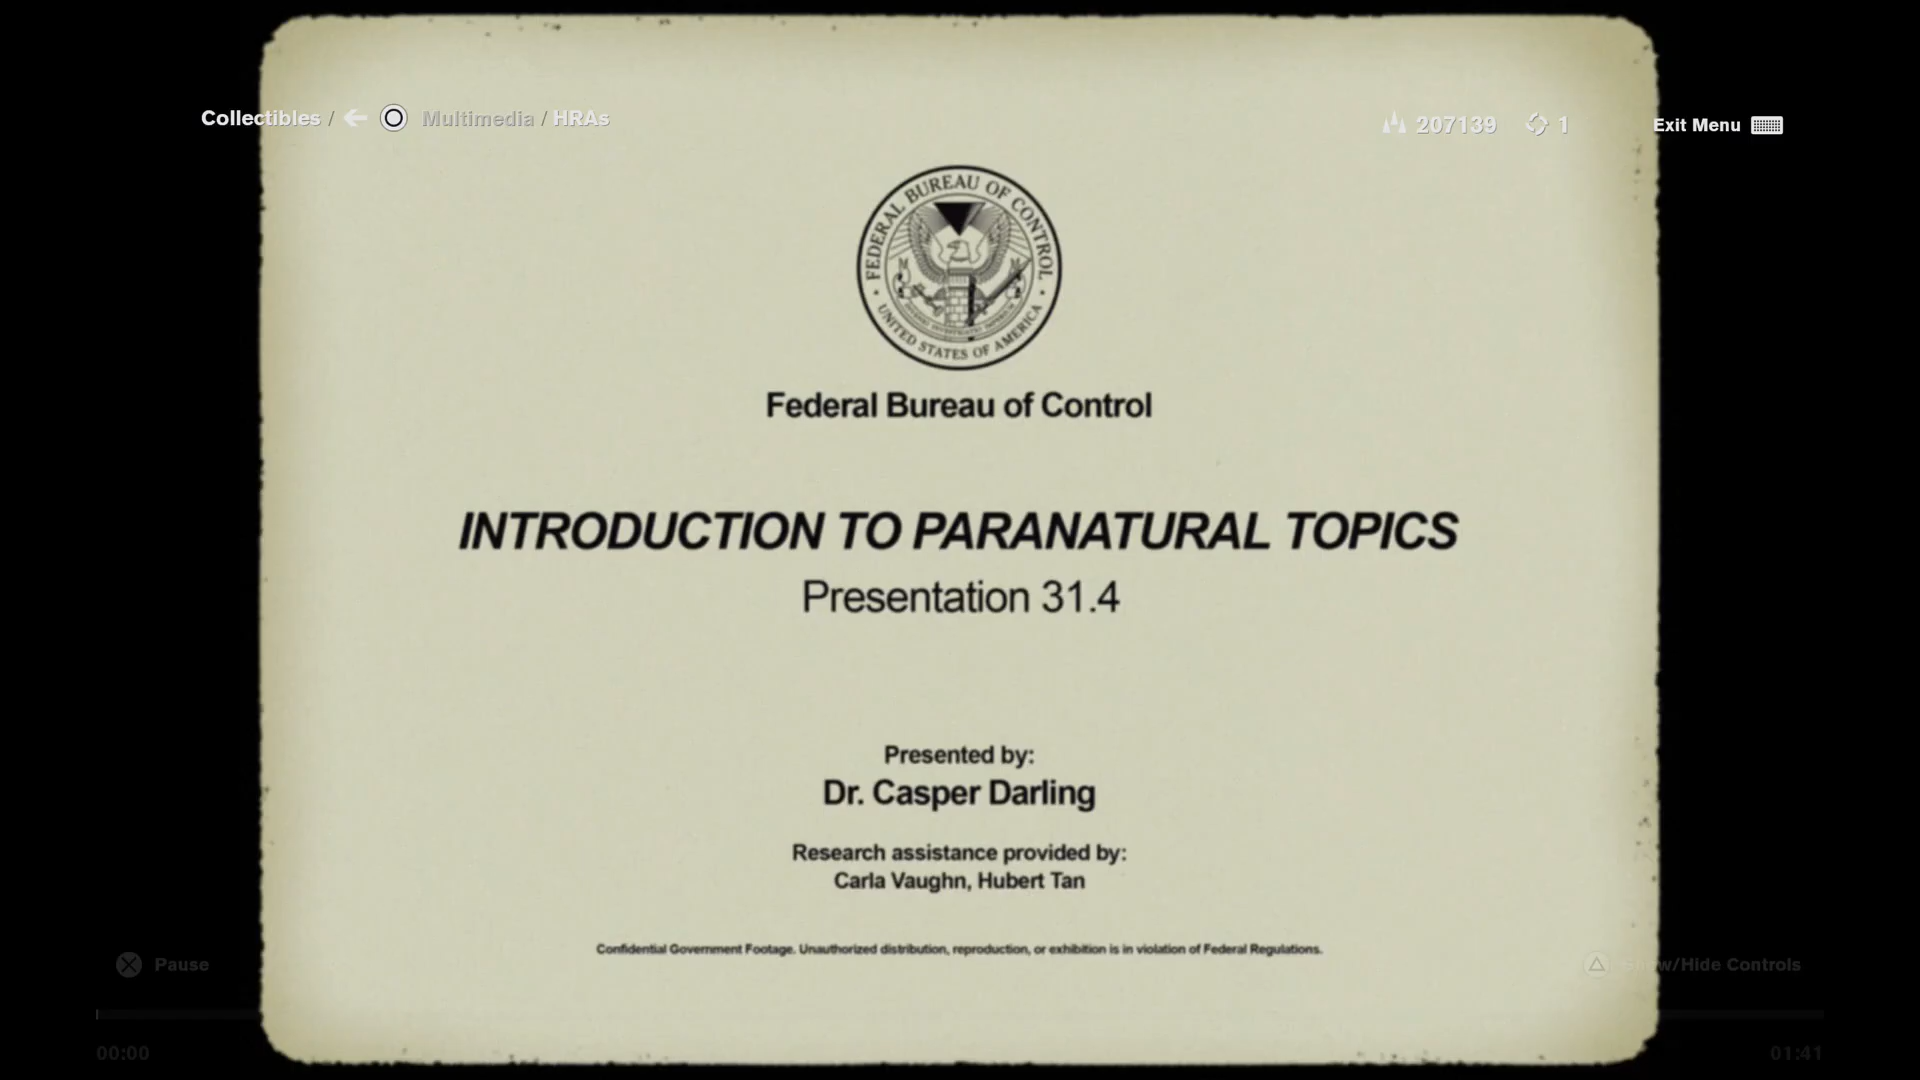 Collectibles / Multimedia / HRAs
207139 1 Exit Menu
FEDERAL BUREAU OF CONTROL
UNITED STATES OF AMERICA
Federal Bureau of Control
INTRODUCTION TO PARANATURAL TOPICS
Presentation 31.4
Presented by:
Dr. Casper Darling
Research assistance provided by:
Carla Vaughn, Hubert Tan
Confidential Government Footage. Unauthorized distribution, reproduction, or exhibition is in violation of Federal Regulations.
Pause
Show/Hide Controls
00:00
01:41